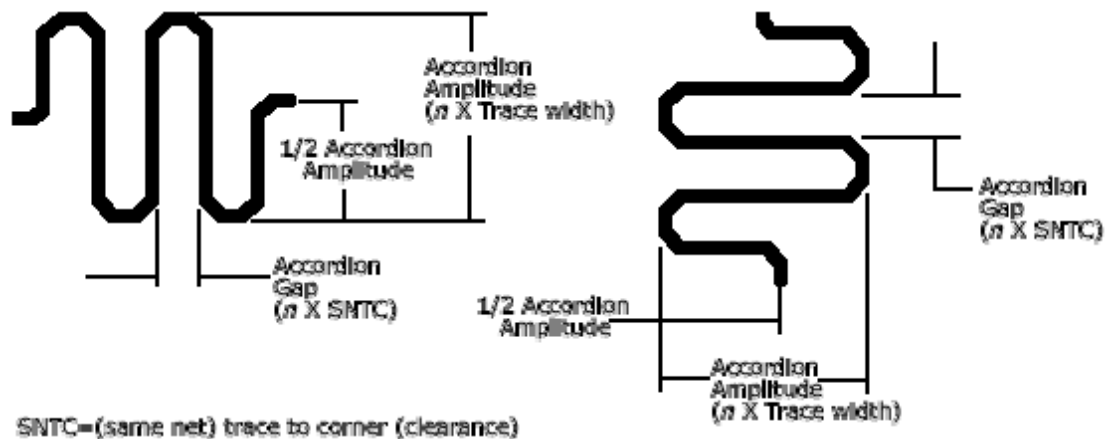 Accordion
Amplitude
(n X Trace width)
1/2 Accordion
Amplitude
Accordion
Gap
(n X SNTC)
Accordion
Gap
(n X SNTC)
1/2 Accordion
Amplitude
Accordion
Amplitude
(n X Trace width)
SNTC=(same net) trace to corner (clearance)